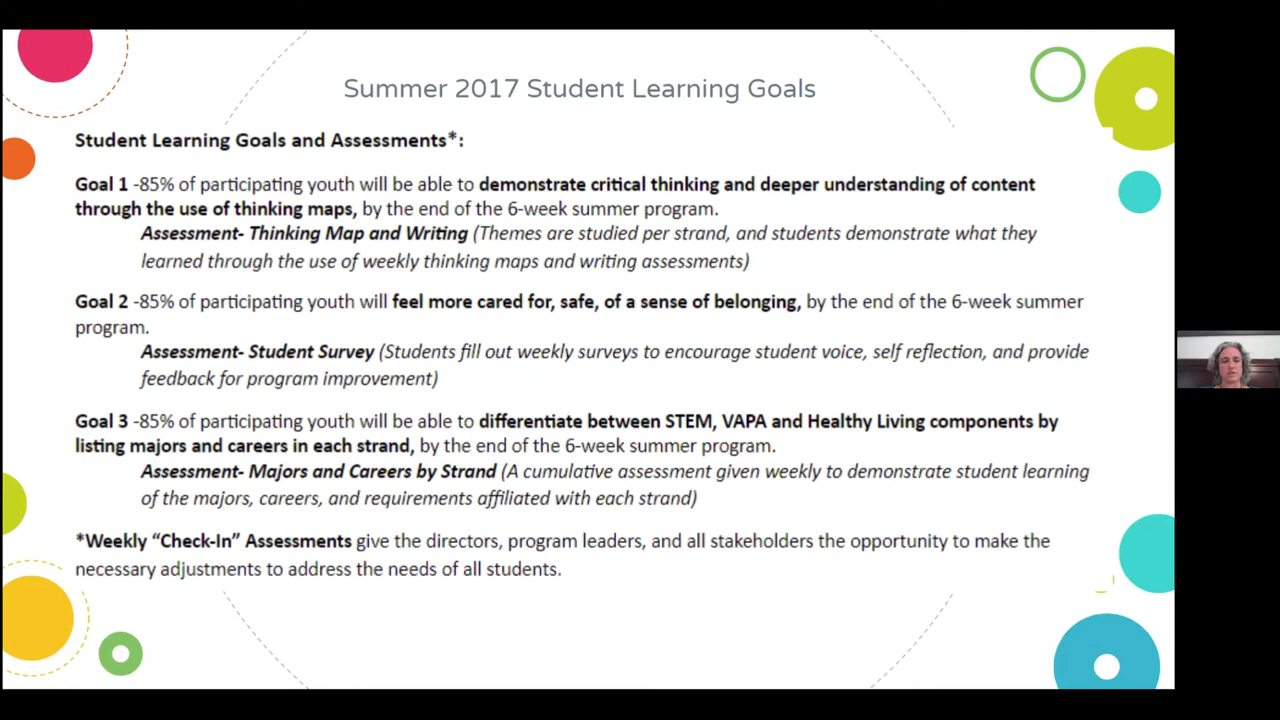 Summer 2017 Student Learning Goals
Student Learning Goals and Assessments*:
Goal 1 -85% of participating youth will be able to demonstrate critical thinking and deeper understanding of content
through the use of thinking maps, by the end of the 6-week summer program.
Assessment- Thinking Map and Writing (Themes are studied per strand, and students demonstrate what they
learned through the use of weekly thinking maps and writing assessments)
Goal 2 -85% of participating youth will feel more cared for, safe, of a sense of belonging, by the end of the 6-week summer
program.
Assessment- Student Survey (Students fill out weekly surveys to encourage student voice, self reflection, and provide
feedback for program improvement)
Goal 3 -85% of participating youth will be able to differentiate between STEM, VAPA and Healthy Living components by
listing majors and careers in each strand, by the end of the 6-week summer program.
Assessment- Majors and Careers by Strand (A cumulative assessment given weekly to demonstrate student learning
of the majors, careers, and requirements affiliated with each strand)
*Weekly “Check-In” Assessments give the directors, program leaders, and all stakeholders the opportunity to make the
necessary adjustments to address the needs of all students.